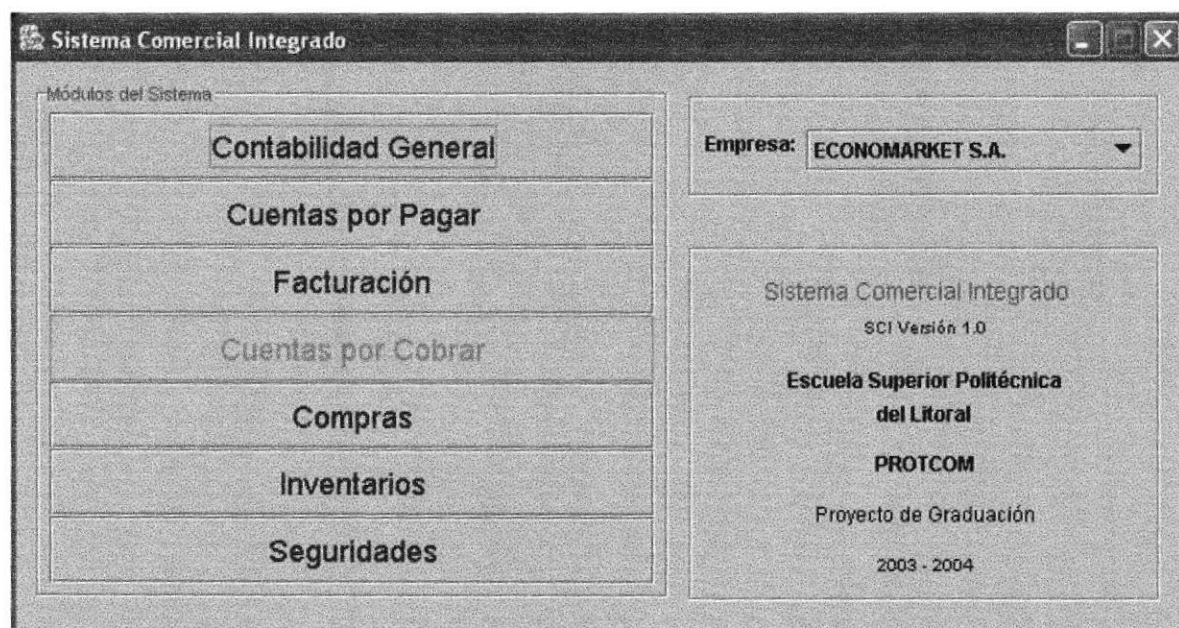 Sistema Comercial Integrado
Módulos del Sistema
Contabilidad General
Cuentas por Pagar
Facturación
Cuentas por Cobrar
Compras
Inventarios
Seguridades
Empresa: ECONOMARKET S.A.
Sistema Comercial Integrado
SCI Versión 1.0
Escuela Superior Politécnica
del Litoral
PROTCOM
Proyecto de Graduación
2003 - 2004